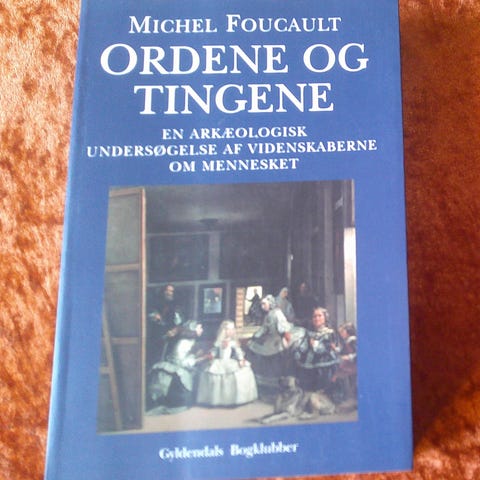 MICHEL FOUCAULT
ORDENE OG
TINGENE
EN ARKÆOLOGISK
UNDERSØGELSE AF VIDENSKABERNE
OM MENNESKET
Gyldendals Bogklubber